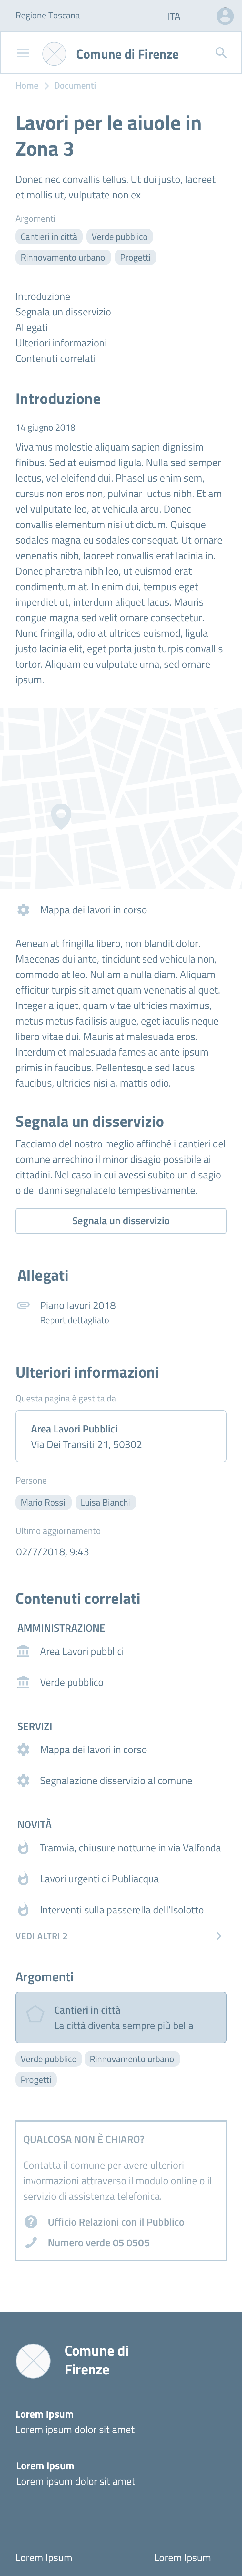 Regione Toscana
ITA
Comune di Firenze
Home > Documenti
Lavori per le aiuole in
Zona 3
Donec nec convallis tellus. Ut dui justo, laoreet
et mollis ut, vulputate non ex
Argomenti
Cantieri in città
Verde pubblico
Rinnovamento urbano
Progetti
Introduzione
Segnala un disservizio
Allegati
Ulteriori informazioni
Contenuti correlati
Introduzione
14 giugno 2018
Vivamus molestie aliquam sapien dignissim
finibus. Sed at euismod ligula. Nulla sed semper
lectus, vel eleifend dui. Phasellus enim sem,
cursus non eros non, pulvinar luctus nibh. Etiam
vel vulputate leo, at vehicula arcu. Donec
convallis elementum nisi ut dictum. Quisque
sodales magna eu sodales consequat. Ut ornare
venenatis nibh, laoreet convallis erat lacinia in.
Donec pharetra nibh leo, ut euismod erat
condimentum at. In enim dui, tempus eget
imperdiet ut, interdum aliquet lacus. Mauris
congue magna sed velit ornare consectetur.
Nunc fringilla, odio at ultrices euismod, ligula
justo lacinia elit, eget porta justo turpis convallis
tortor. Aliquam eu vulputate urna, sed ornare
ipsum.
Mappa dei lavori in corso
Aenean at fringilla libero, non blandit dolor.
Maecenas dui ante, tincidunt sed vehicula non,
commodo at leo. Nullam a nulla diam. Aliquam
efficitur turpis sit amet quam venenatis aliquet.
Integer aliquet, quam vitae ultricies maximus,
metus metus facilisis augue, eget iaculis neque
libero vitae dui. Mauris at malesuada eros.
Interdum et malesuada fames ac ante ipsum
primis in faucibus. Pellentesque sed lacus
faucibus, ultricies nisi a, mattis odio.
Segnala un disservizio
Facciamo del nostro meglio affinché i cantieri del
comune arrechino il minor disagio possibile ai
cittadini. Nel caso in cui avessi subito un disagio
o dei danni segnalacelo tempestivamente.
Segnala un disservizio
Allegati
Piano lavori 2018
Report dettagliato
Ulteriori informazioni
Questa pagina è gestita da
Area Lavori Pubblici
Via Dei Transiti 21, 50302
Persone
Mario Rossi
Luisa Bianchi
Ultimo aggiornamento
02/7/2018, 9:43
Contenuti correlati
AMMINISTRAZIONE
Area Lavori pubblici
Verde pubblico
SERVIZI
Mappa dei lavori in corso
Segnalazione disservizio al comune
NOVITÀ
Tramvia, chiusure notturne in via Valfonda
Lavori urgenti di Publiacqua
Interventi sulla passerella dell'Isolotto
VEDI ALTRI 2
Argomenti
Cantieri in città
La città diventa sempre più bella
Verde pubblico
Rinnovamento urbano
Progetti
QUALCOSA NON È CHIARO?
Contatta il comune per avere ulteriori
invormazioni attraverso il modulo online o il
servizio di assistenza telefonica.
Ufficio Relazioni con il Pubblico
Numero verde 05 0505
Comune di
Firenze
Lorem Ipsum
Lorem ipsum dolor sit amet
Lorem Ipsum
Lorem ipsum dolor sit amet
Lorem Ipsum
Lorem Ipsum